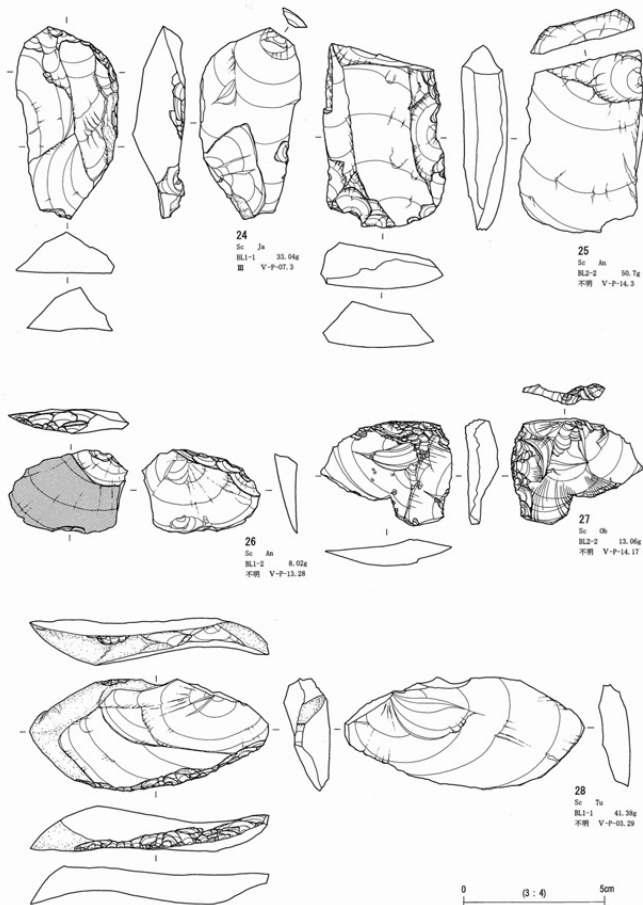 24
Sc Ja
BL1-1 33.04g
Ⅲ V-P-07.3
25
Sc An
BL2-2 50.7g
不明 V-P-14.3
26
Sc An
BL1-2 8.02g
不明 V-P-13.28
27
Sc Ob
BL2-2 13.06g
不明 V-P-14.17
28
Sc Tu
BL1-1 41.38g
不明 V-P-03.29
0 (3 : 4) 5cm